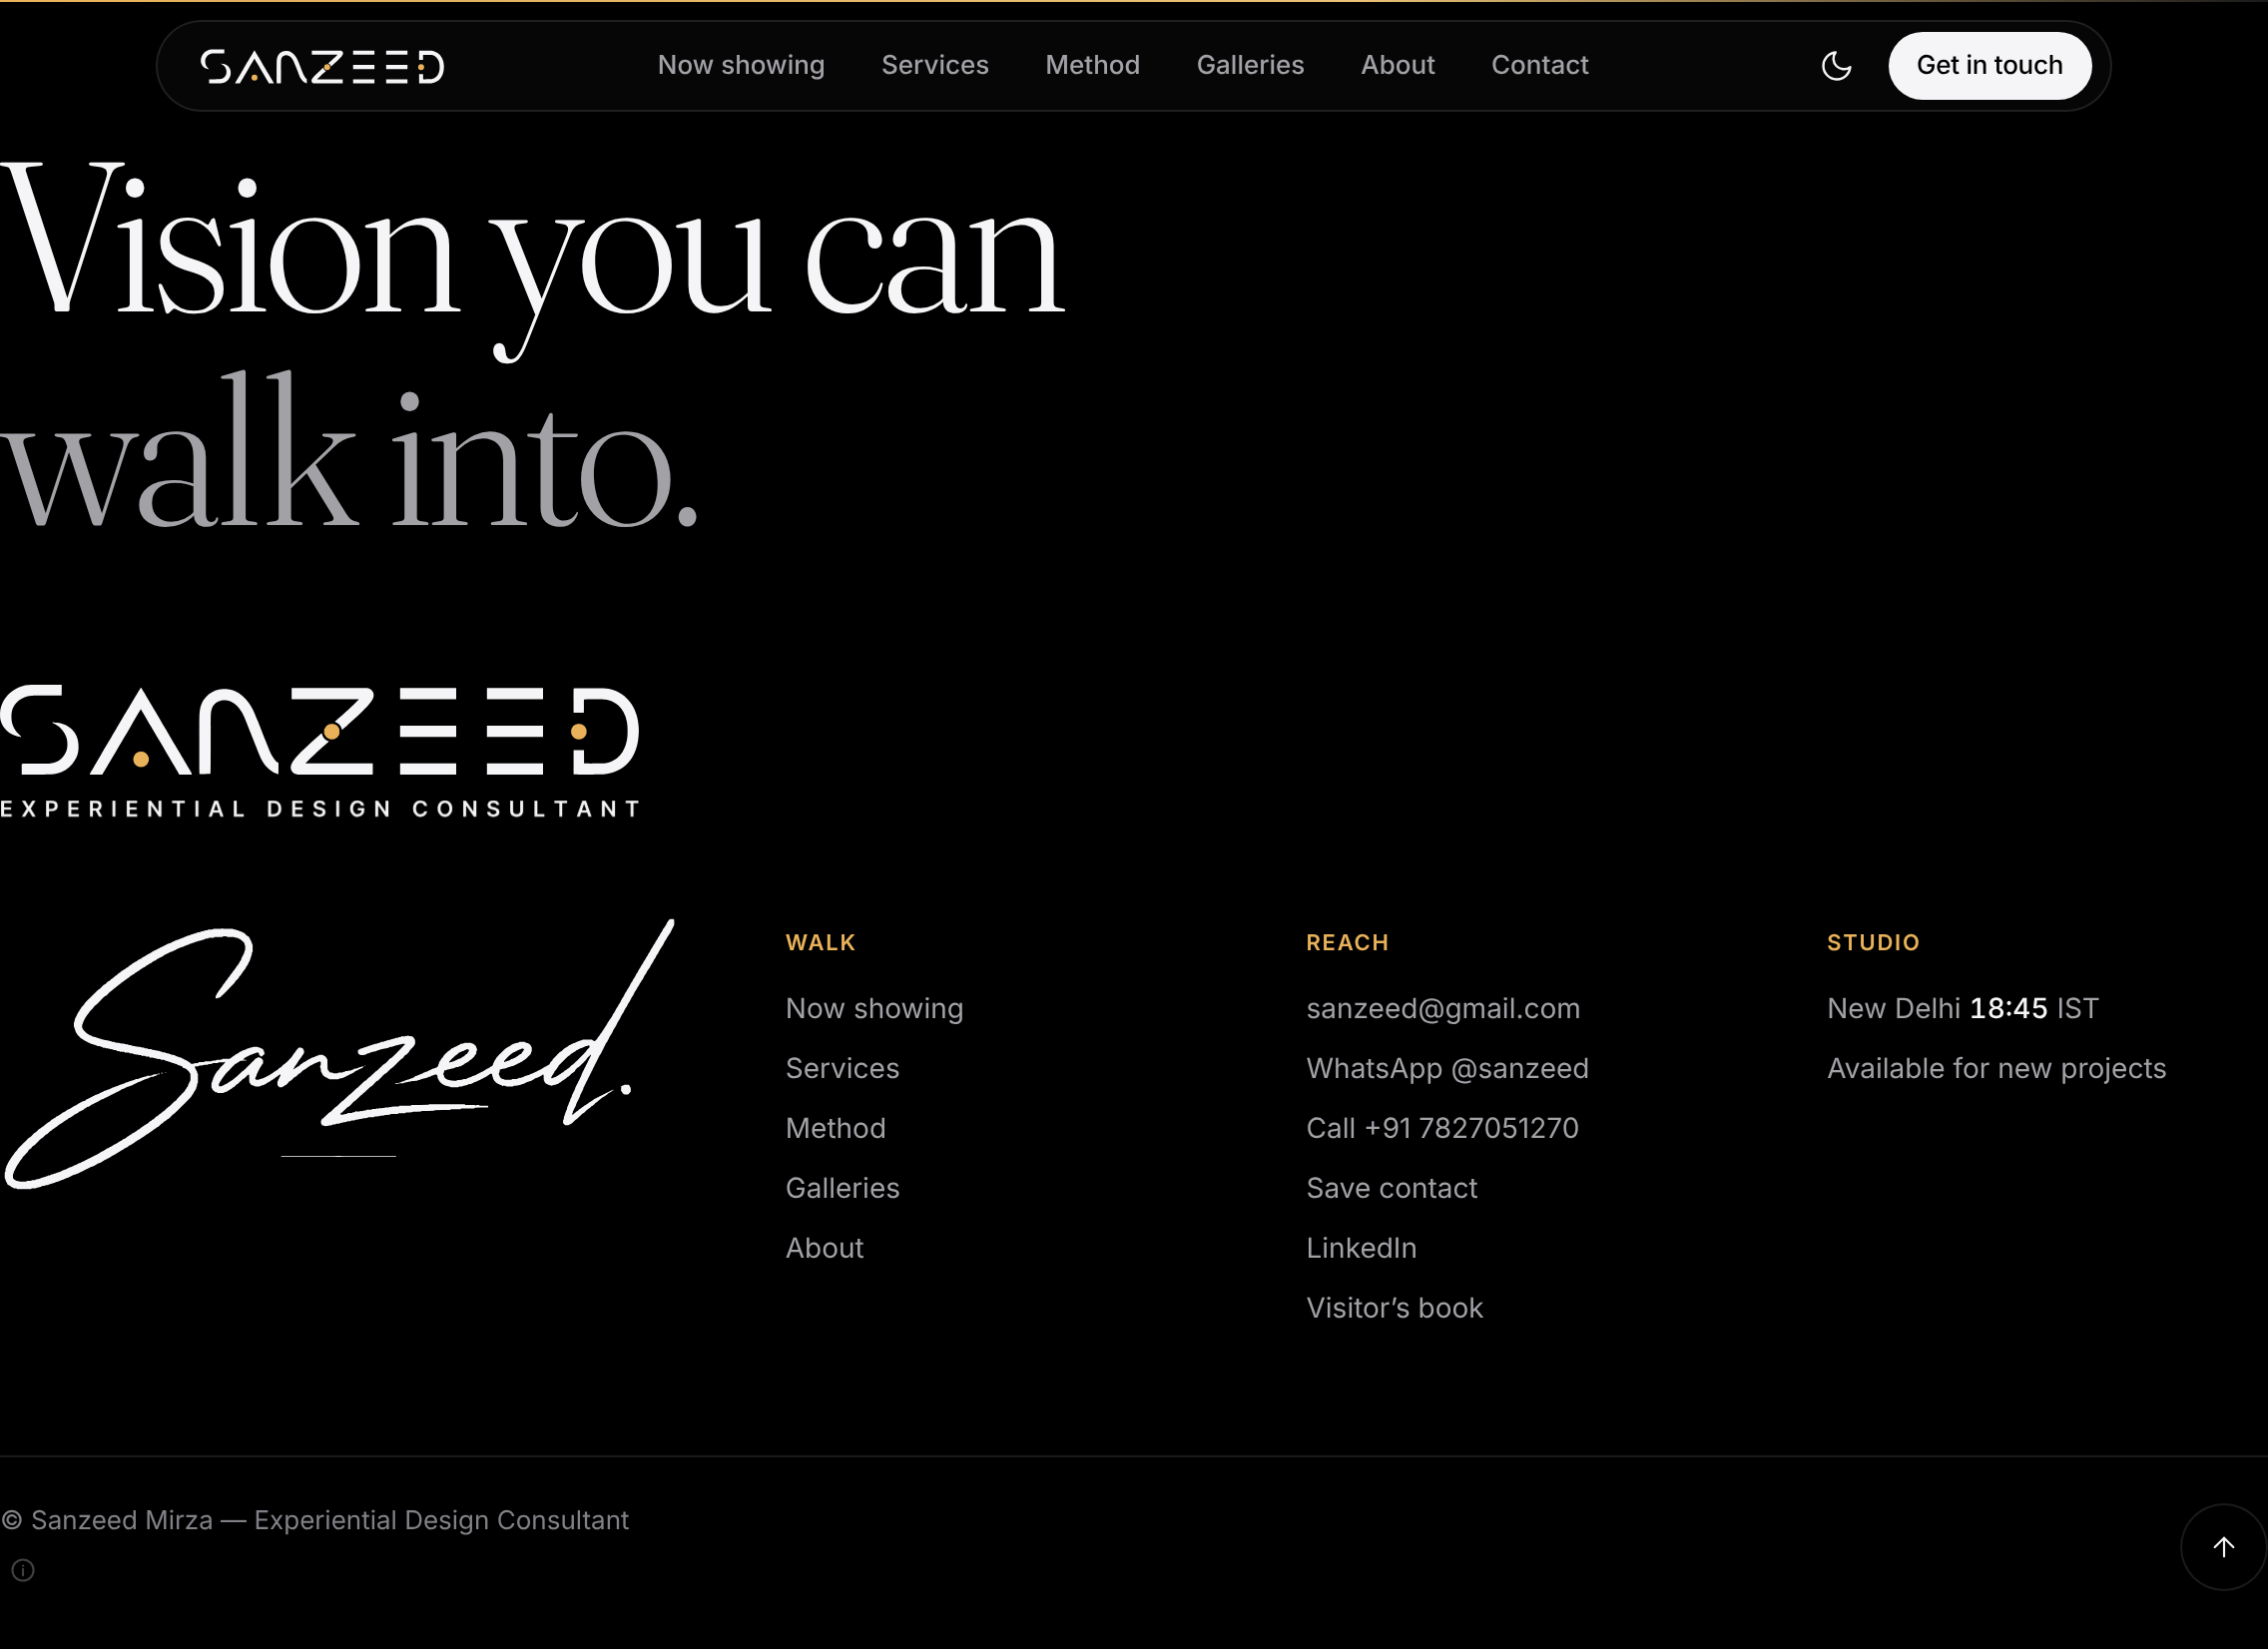 SANZEED
Now showing
Services
Method
Galleries
About
Contact
Get in touch
Vision you can
walk into.
SANZEED
EXPERIENTIAL DESIGN CONSULTANT
Sanzeed.
WALK
Now showing
Services
Method
Galleries
About
REACH
sanzeed@gmail.com
WhatsApp @sanzeed
Call +91 7827051270
Save contact
LinkedIn
Visitor’s book
STUDIO
New Delhi 18:45 IST
Available for new projects
© Sanzeed Mirza — Experiential Design Consultant